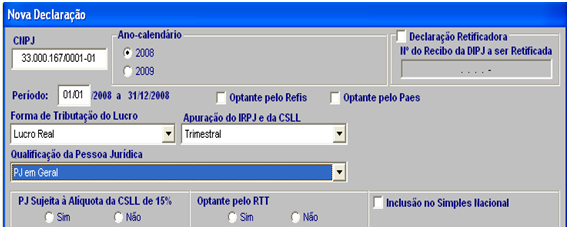 Nova Declaração
CNPJ
33.000.167/0001-01
Ano-calendário
2008
2009
Declaração Retificadora
Nº do Recibo da DIPJ a ser Retificada
. . . . -
Período: 01/01 /2008 a 31/12/2008
Optante pelo Refis
Optante pelo Paes
Forma de Tributação do Lucro
Apuração do IRPJ e da CSLL
Lucro Real
Trimestral
Qualificação da Pessoa Jurídica
PJ em Geral
PJ Sujeita à Alíquota da CSLL de 15%
Sim
Não
Optante pelo RTT
Sim
Não
Inclusão no Simples Nacional